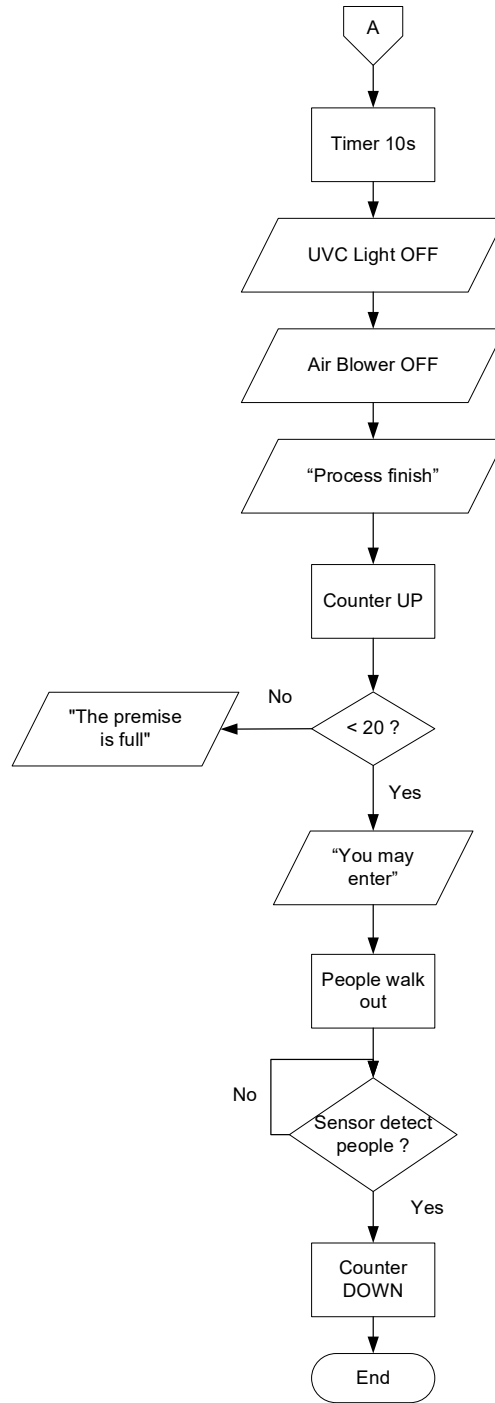 A
Timer 10s
UVC Light OFF
Air Blower OFF
“Process finish”
Counter UP
No
"The premise
is full"
< 20 ?
Yes
“You may
enter”
People walk
out
No
Sensor detect
people ?
Yes
Counter
DOWN
End